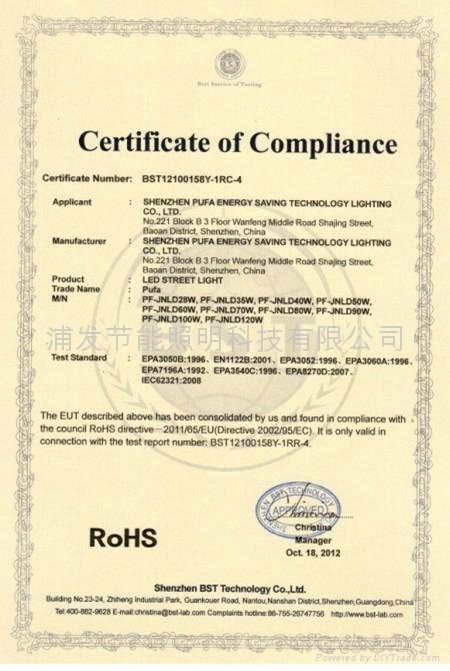 Best Service of Testing
Certificate of Compliance
Certificate Number: BST12100158Y-1RC-4
Applicant : SHENZHEN PUFA ENERGY SAVING TECHNOLOGY LIGHTING
CO., LTD.
No.221 Block B 3 Floor Wanfeng Middle Road Shajing Street,
Baoan District, Shenzhen, China
Manufacturer : SHENZHEN PUFA ENERGY SAVING TECHNOLOGY LIGHTING
CO., LTD.
No.221 Block B 3 Floor Wanfeng Middle Road Shajing Street,
Baoan District, Shenzhen, China
Product : LED STREET LIGHT
Trade Name : Pufa
M/N : PF-JNLD28W, PF-JNLD35W, PF-JNLD40W, PF-JNLD50W,
PF-JNLD60W, PF-JNLD70W, PF-JNLD80W, PF-JNLD90W,
PF-JNLD100W, PF-JNLD120W
浦发节能照明科技有限公司
Test Standard : EPA3050B:1996、EN1122B:2001、EPA3052:1996、EPA3060A:1996、
EPA7196A:1992、EPA3540C:1996、EPA8270D:2007、
IEC62321:2008
The EUT described above has been consolidated by us and found in compliance with
the council RoHS directive－2011/65/EU(Directive 2002/95/EC). It is only valid in
connection with the test report number: BST12100158Y-1RR-4.
SHENZHEN BST TECHNOLOGY
APPROVED
Christina
Manager
Oct. 18, 2012
RoHS
Shenzhen BST Technology Co.,Ltd.
Building No.23-24, Zhiheng Industrial Park, Guankouer Road, Nantou,Nanshan District,Shenzhen,Guangdong,China
Tel:400-882-9628 E-mail:christina@bst-lab.com Complaints hotline:86-755-26747756 http://www.bst-lab.com
Powered by DIYTrade.com